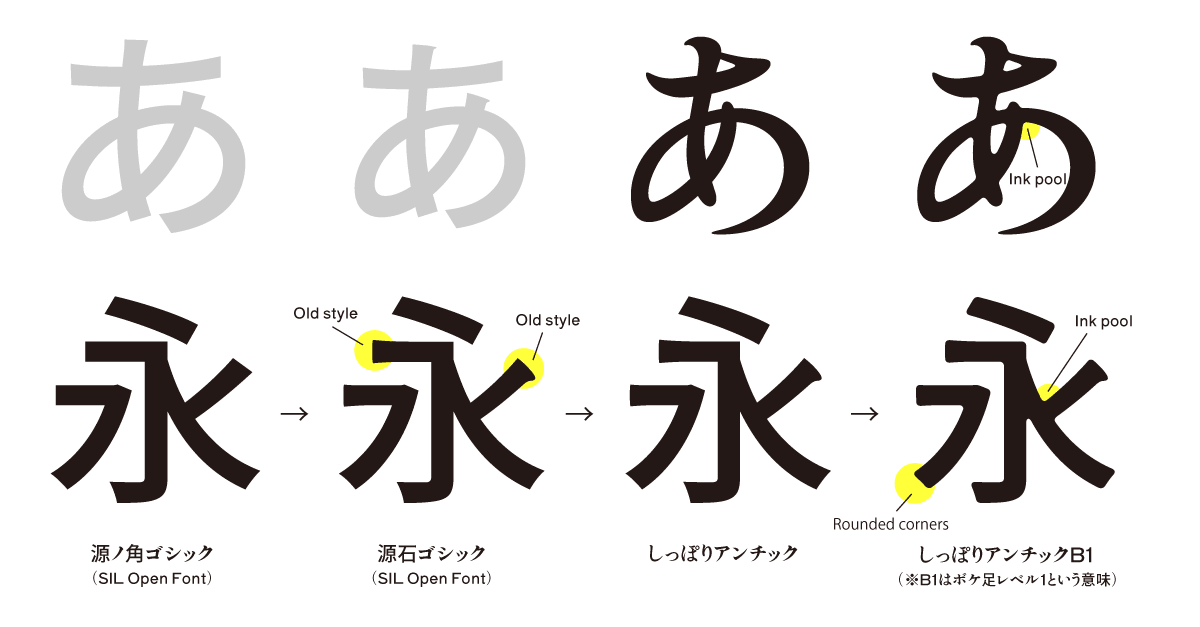 あ あ あ あ
Ink pool
永 → 永 → 永 → 永
Old style
Old style
Ink pool
Rounded corners
源ノ角ゴシック
（SIL Open Font）
源石ゴシック
（SIL Open Font）
しっぽりアンチック
しっぽりアンチックB1
（※B1はボケ足レベル1という意味）